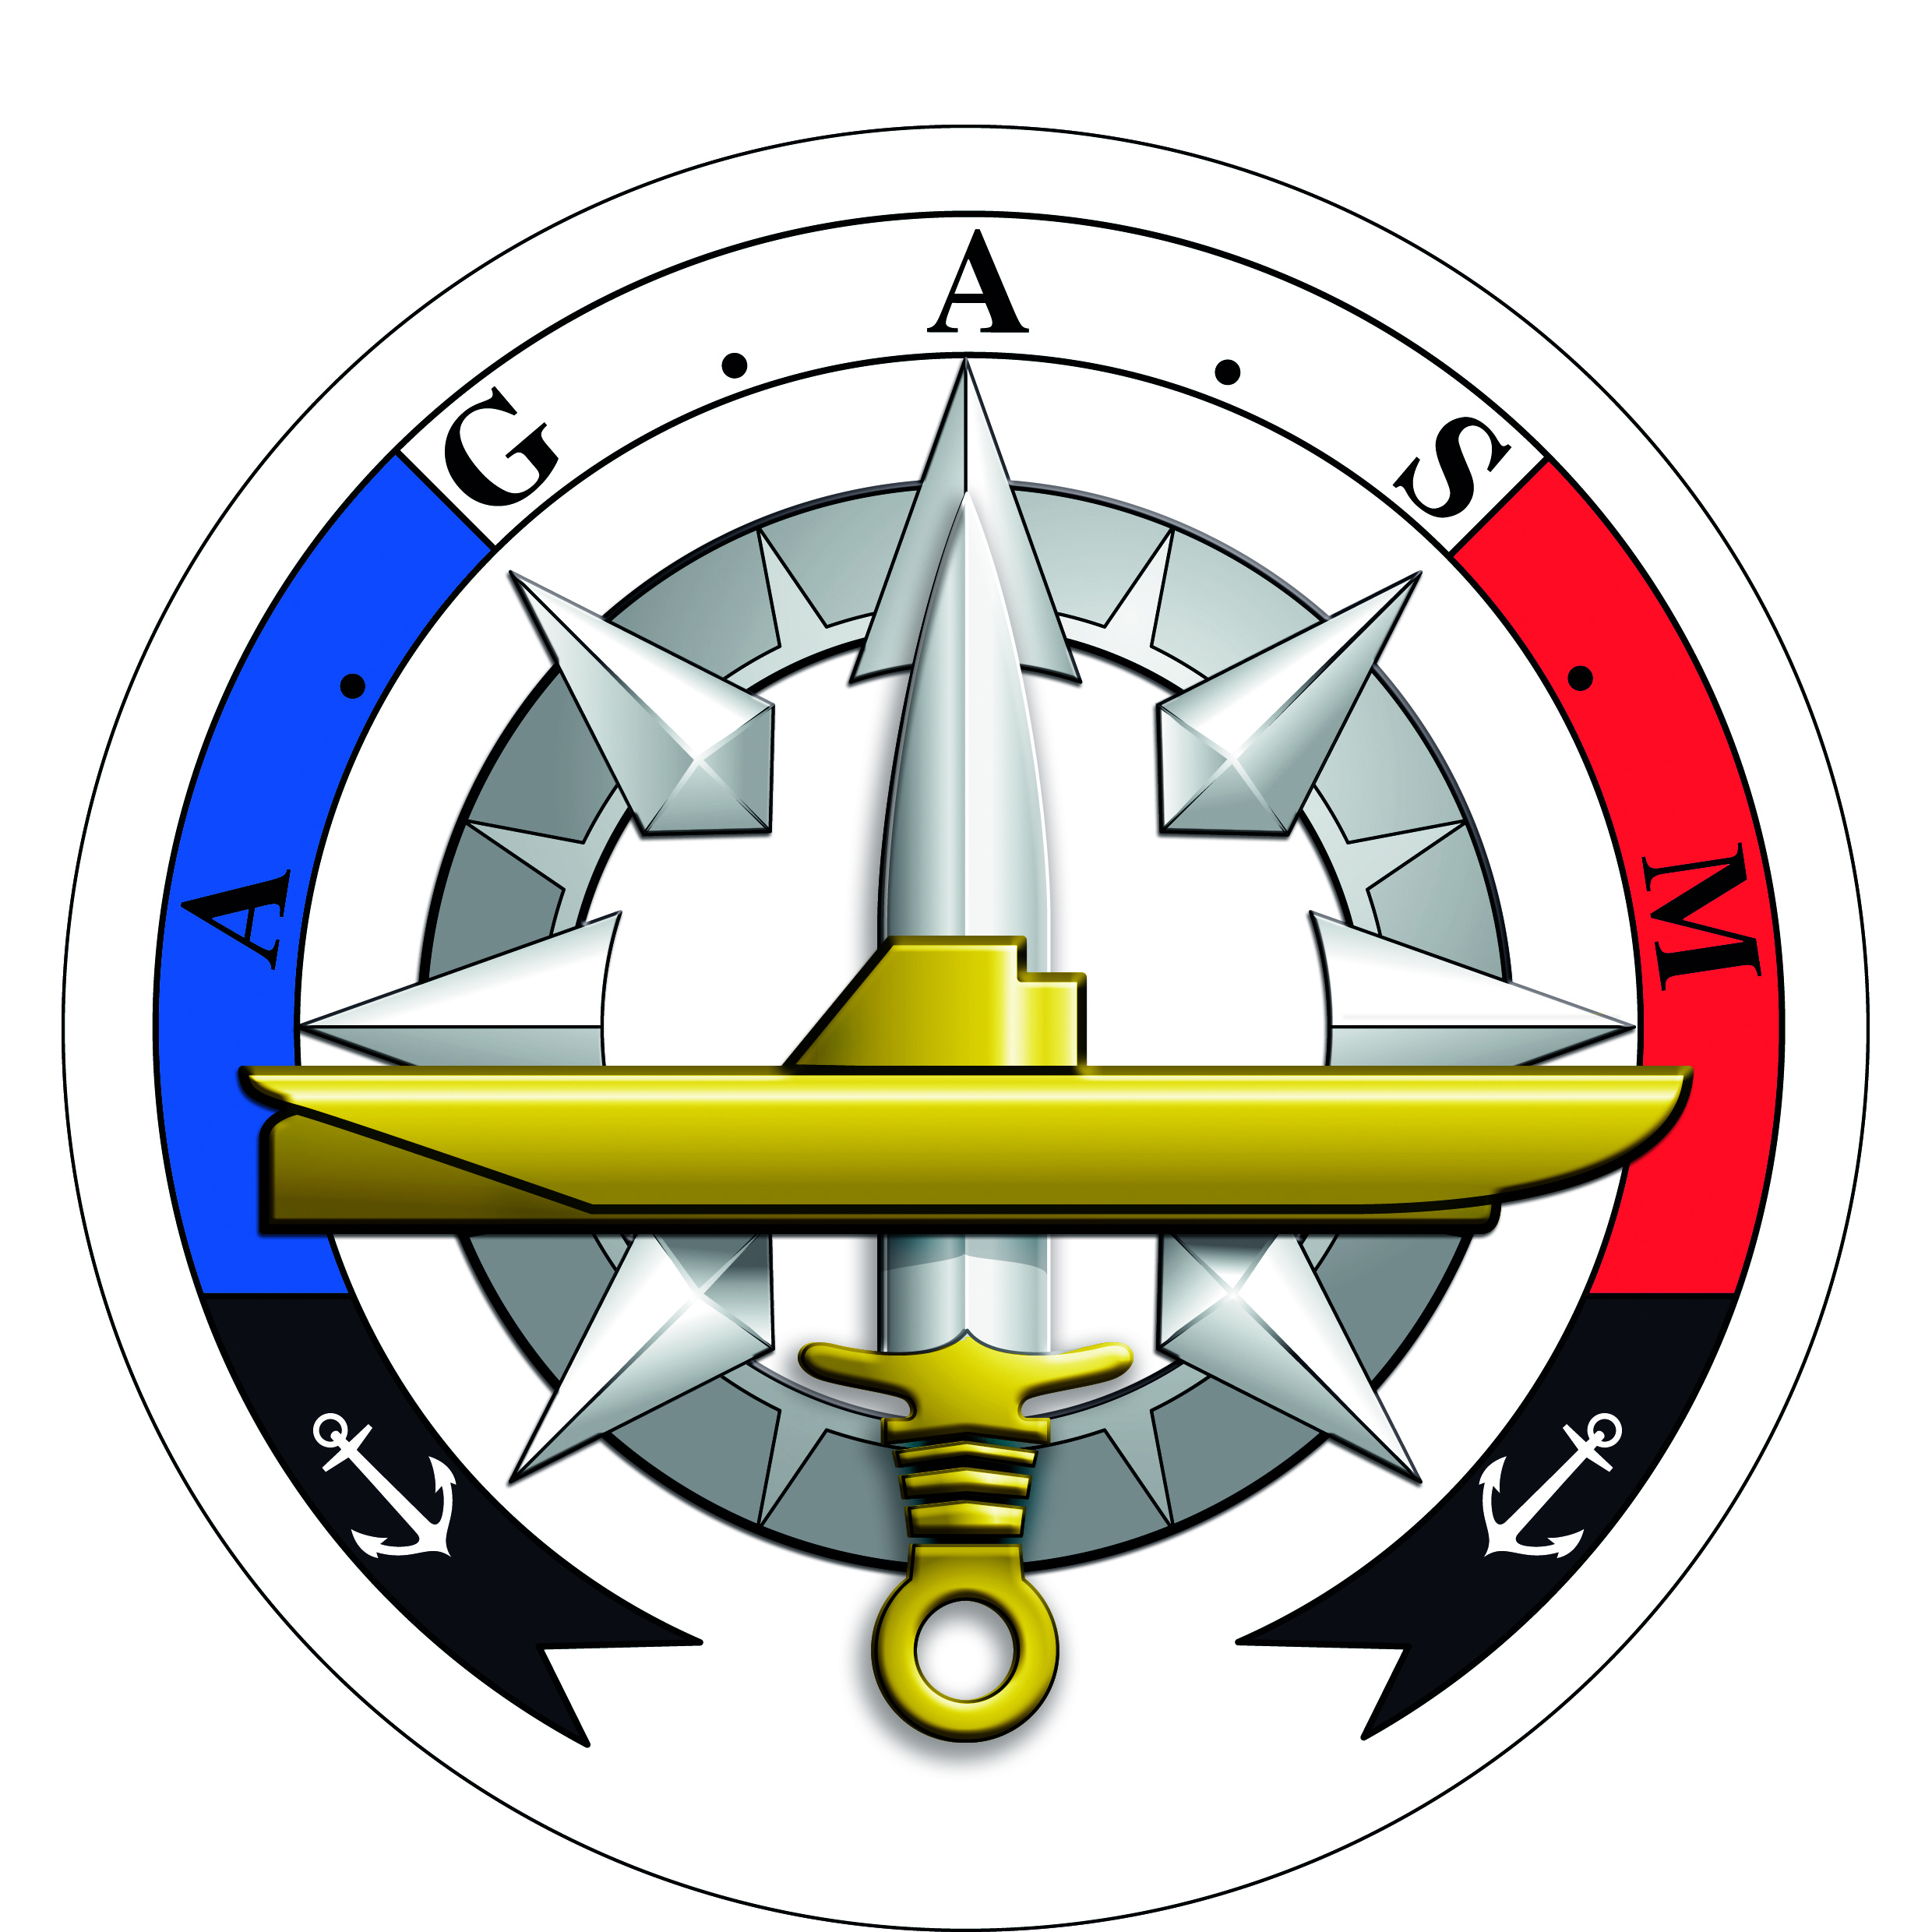 A . G . A . S . M